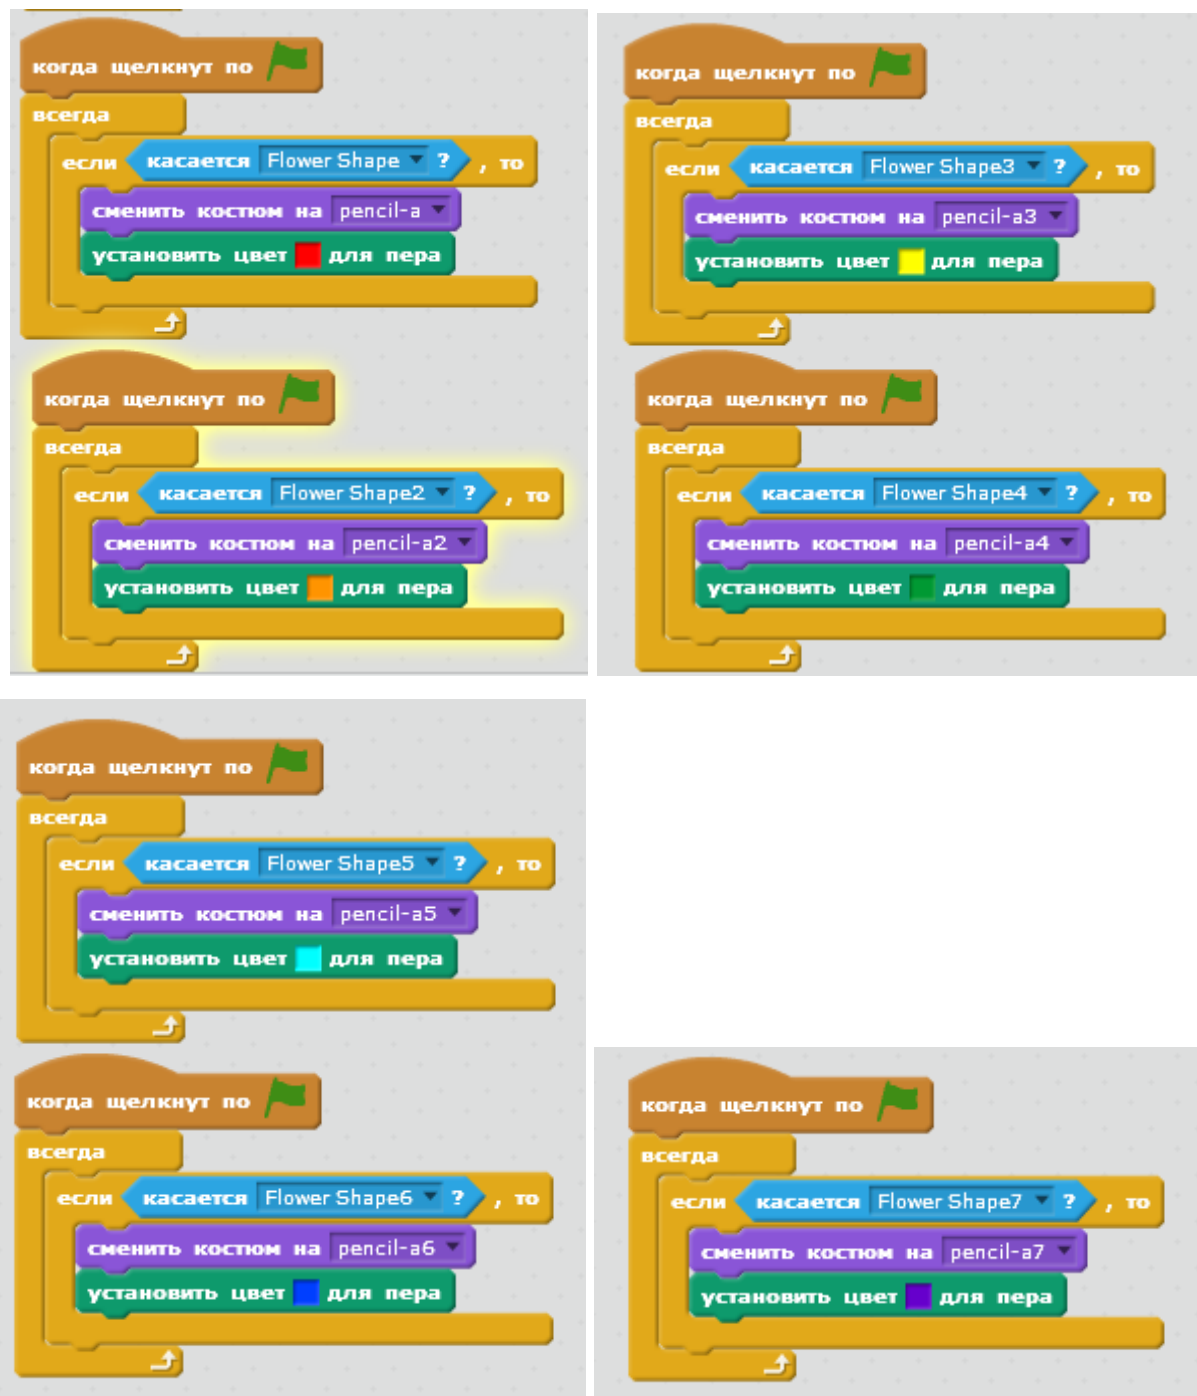 когда щелкнут по
всегда
если касается Flower Shape ? , то
сменить костюм на pencil-a
установить цвет для пера
когда щелкнут по
всегда
если касается Flower Shape2 ? , то
сменить костюм на pencil-a2
установить цвет для пера
когда щелкнут по
всегда
если касается Flower Shape3 ? , то
сменить костюм на pencil-a3
установить цвет для пера
когда щелкнут по
всегда
если касается Flower Shape4 ? , то
сменить костюм на pencil-a4
установить цвет для пера
когда щелкнут по
всегда
если касается Flower Shape5 ? , то
сменить костюм на pencil-a5
установить цвет для пера
когда щелкнут по
всегда
если касается Flower Shape6 ? , то
сменить костюм на pencil-a6
установить цвет для пера
когда щелкнут по
всегда
если касается Flower Shape7 ? , то
сменить костюм на pencil-a7
установить цвет для пера